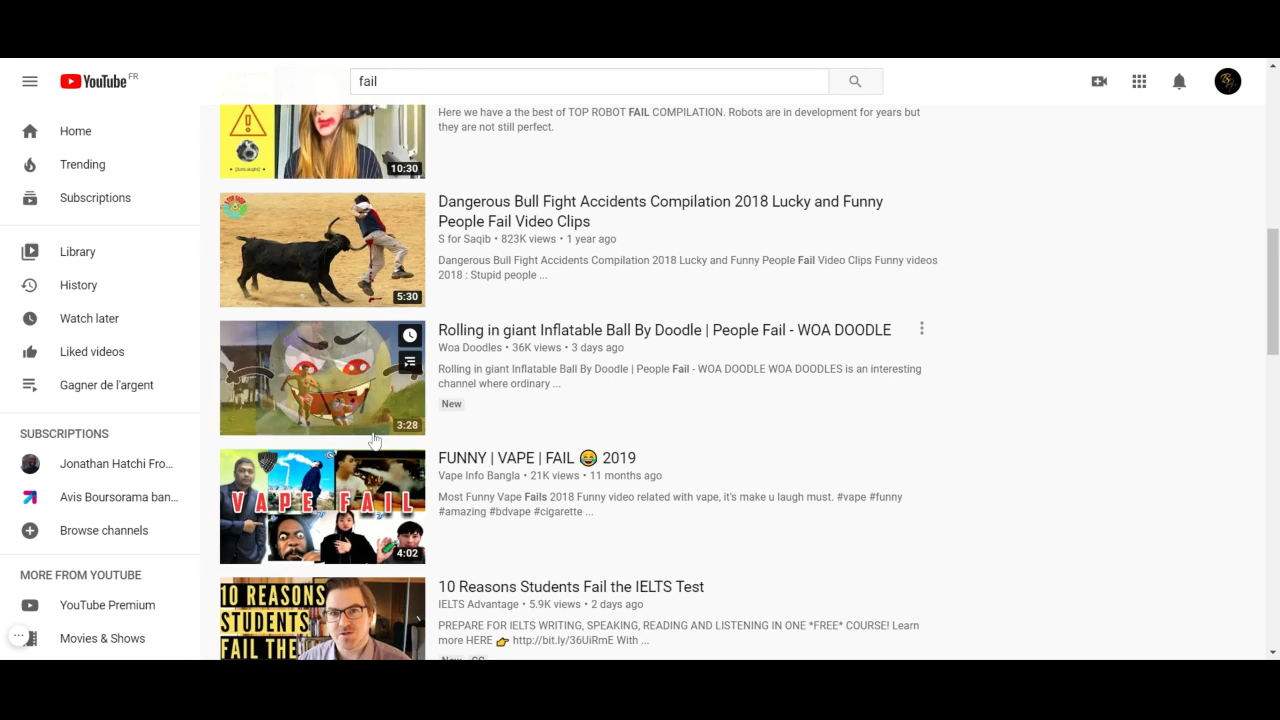 YouTube FR
fail
Home
Trending
Subscriptions
Library
History
Watch later
Liked videos
Gagner de l'argent
SUBSCRIPTIONS
Jonathan Hatchi Fro...
Avis Boursorama ban...
Browse channels
MORE FROM YOUTUBE
YouTube Premium
Movies & Shows
10:30
Here we have a the best of TOP ROBOT FAIL COMPILATION. Robots are in development for years but
they are not still perfect.
5:30
Dangerous Bull Fight Accidents Compilation 2018 Lucky and Funny
People Fail Video Clips
S for Saqib • 823K views • 1 year ago
Dangerous Bull Fight Accidents Compilation 2018 Lucky and Funny People Fail Video Clips Funny videos
2018 : Stupid people ...
3:28
Rolling in giant Inflatable Ball By Doodle | People Fail - WOA DOODLE
Woa Doodles • 36K views • 3 days ago
Rolling in giant Inflatable Ball By Doodle | People Fail - WOA DOODLE WOA DOODLES is an interesting
channel where ordinary ...
New
VAPE FAIL
4:02
FUNNY | VAPE | FAIL 😂 2019
Vape Info Bangla • 21K views • 11 months ago
Most Funny Vape Fails 2018 Funny video related with vape, it's make u laugh must. #vape #funny
#amazing #bdvape #cigarette ...
10 REASONS
STUDENTS
FAIL THE
10 Reasons Students Fail the IELTS Test
IELTS Advantage • 5.9K views • 2 days ago
PREPARE FOR IELTS WRITING, SPEAKING, READING AND LISTENING IN ONE *FREE* COURSE! Learn
more HERE 👉 http://bit.ly/36UiRmE With ...
New CC